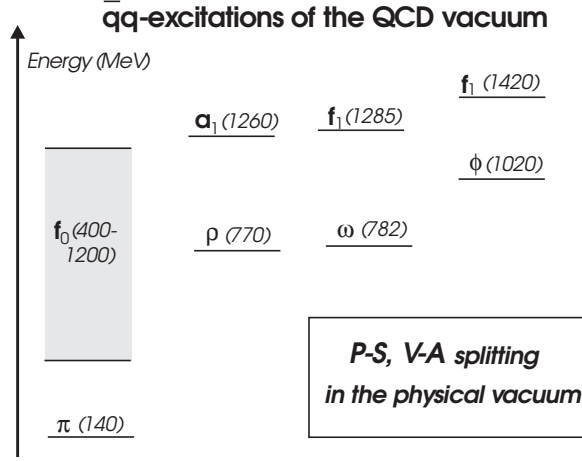 q̄q-excitations of the QCD vacuum
Energy (MeV)
f₁ (1420)
a₁ (1260)
f₁ (1285)
ϕ (1020)
f₀ (400-
1200)
ρ (770)
ω (782)
P-S, V-A splitting
in the physical vacuum
π (140)